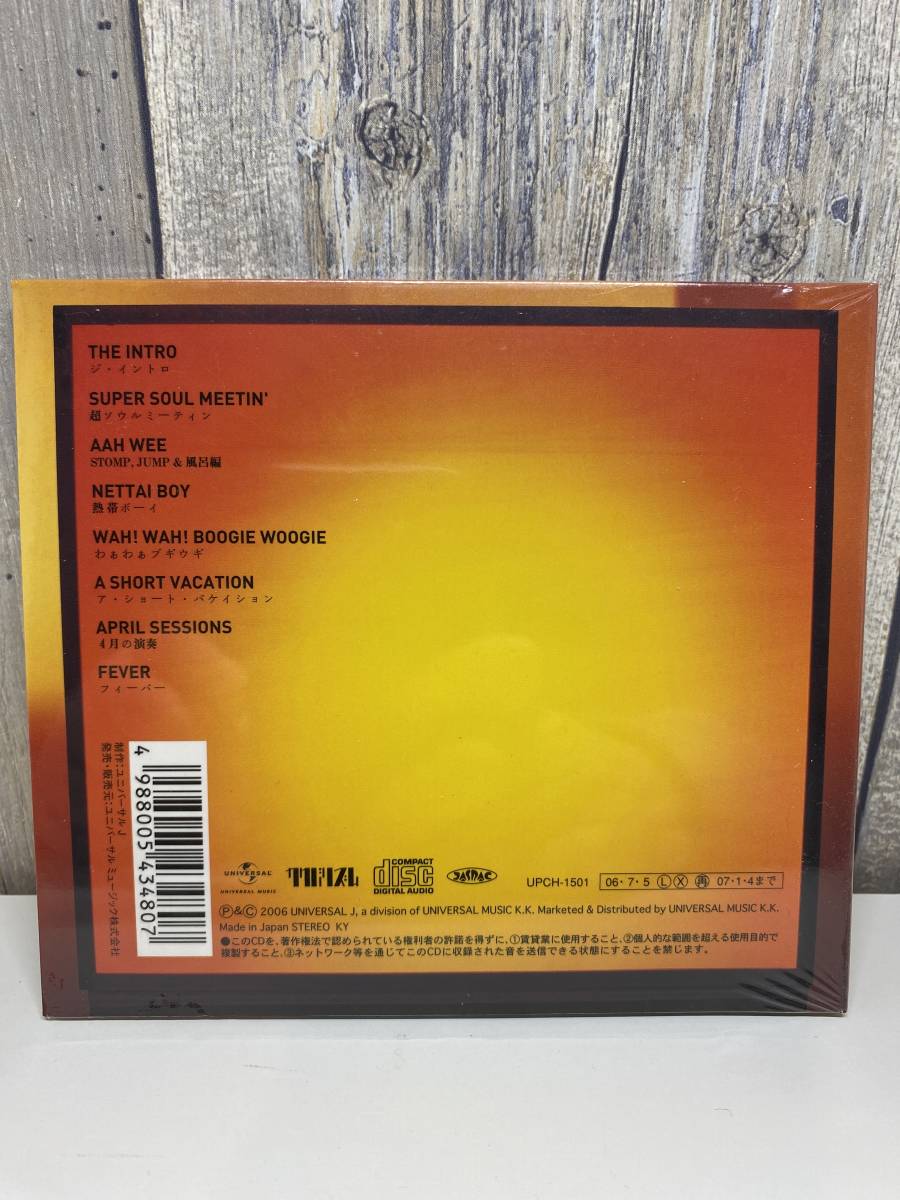 THE INTRO
ジ・イントロ
SUPER SOUL MEETIN'
超ソウルミーティン
AAH WEE
STOMP, JUMP & 風呂編
NETTAI BOY
熱帯ボーイ
WAH! WAH! BOOGIE WOOGIE
わぁわぁブギウギ
A SHORT VACATION
ア・ショート・バケイション
APRIL SESSIONS
4月の演奏
FEVER
フィーバー
制作：ユニバーサル J
発売・販売元：ユニバーサル ミュージック株式会社
4 988005 434807
UNIVERSAL
UNIVERSAL MUSIC
COMPACT
disc
DIGITAL AUDIO
JASRAC
UPCH-1501
06・7・5 Ⓛ Ⓧ 再 07・1・4まで
Ⓟ&© 2006 UNIVERSAL J, a division of UNIVERSAL MUSIC K.K. Marketed & Distributed by UNIVERSAL MUSIC K.K.
Made in Japan STEREO KY
●このCDを、著作権法で認められている権利者の許諾を得ずに、①賃貸業に使用すること、②個人的な範囲を超える使用目的で
複製すること、③ネットワーク等を通じてこのCDに収録された音を送信できる状態にすることを禁じます。